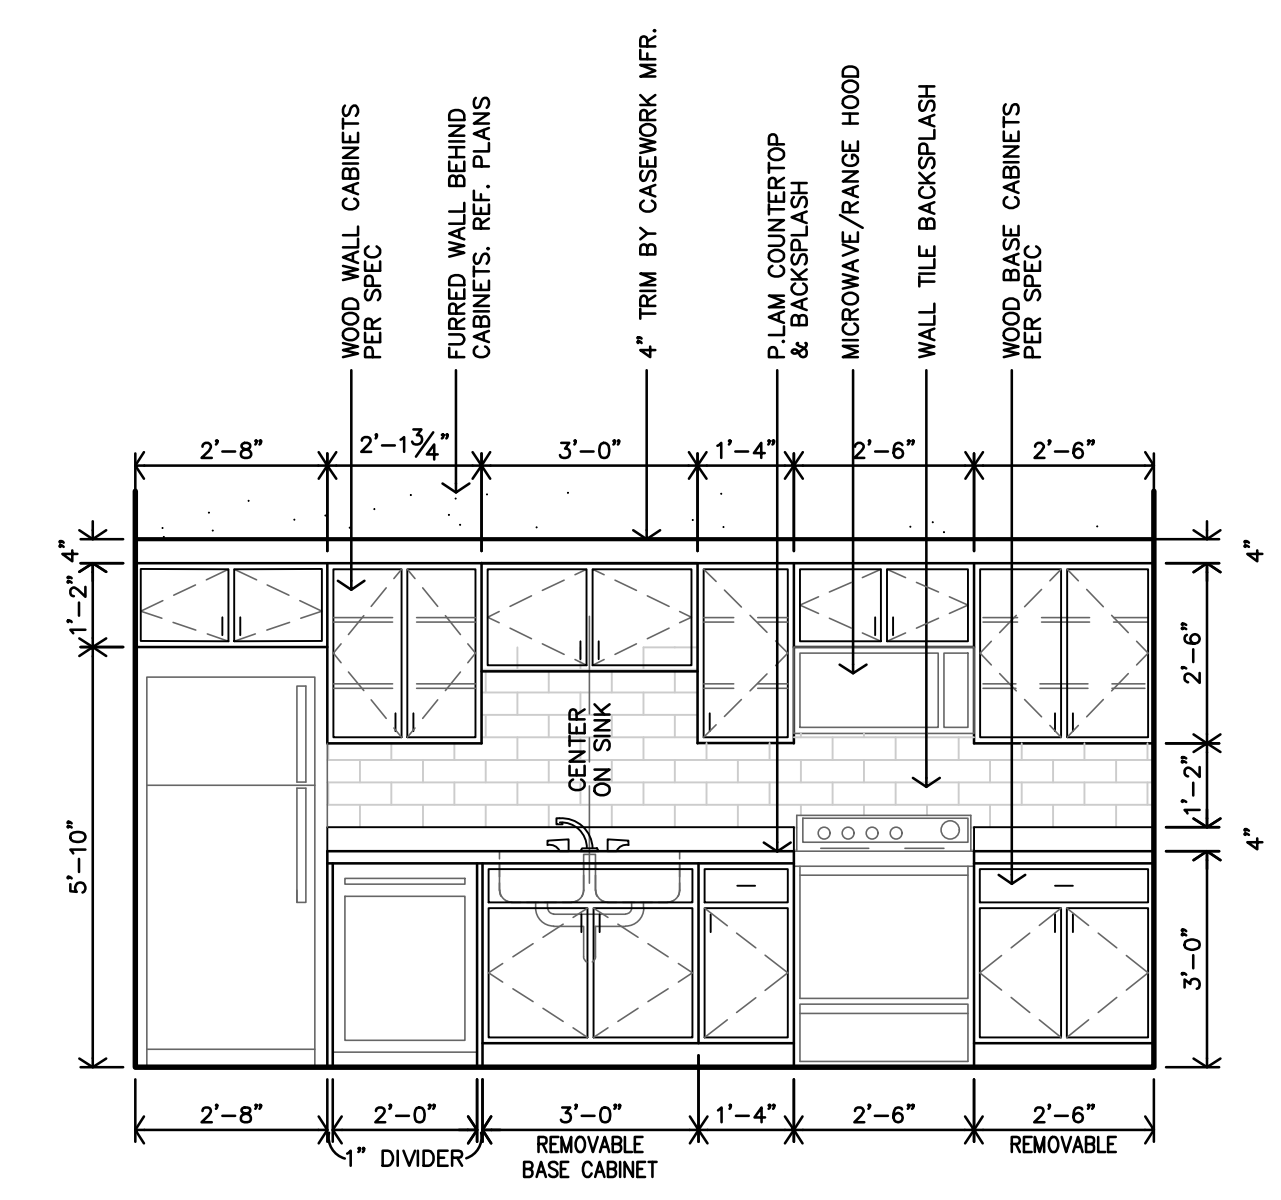 WOOD WALL CABINETS
PER SPEC
FURRED WALL BEHIND
CABINETS. REF. PLANS
4” TRIM BY CASEWORK MFR.
P.LAM COUNTERTOP
& BACKSPLASH
MICROWAVE/RANGE HOOD
WALL TILE BACKSPLASH
WOOD BASE CABINETS
PER SPEC
2’-8”
2’-1¾”
3’-0”
1’-4”
2’-6”
2’-6”
4”
1’-2”
5’-10”
4”
2’-6”
1’-2”
4”
3’-0”
CENTER
ON SINK
2’-8”
2’-0”
3’-0”
1’-4”
2’-6”
2’-6”
1” DIVIDER
REMOVABLE
BASE CABINET
REMOVABLE